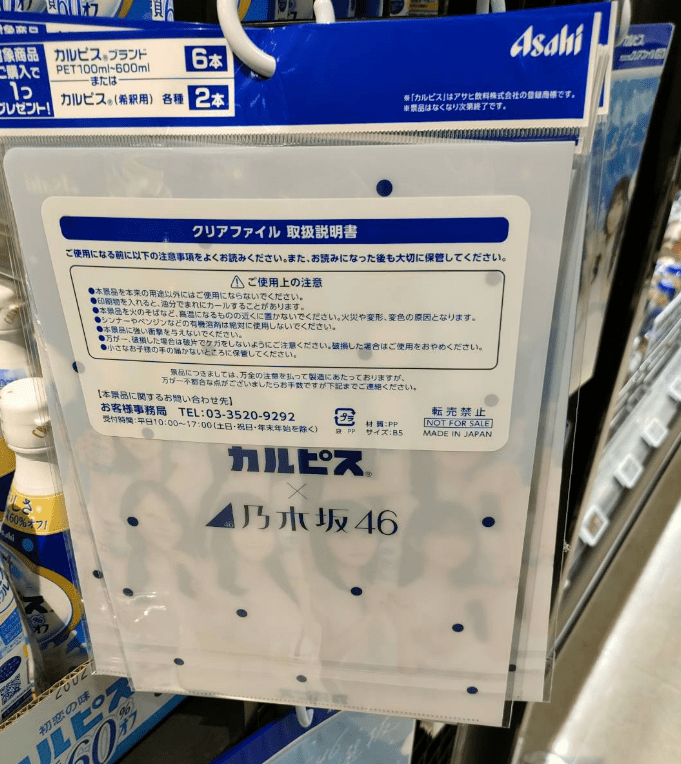 Asahi
対象商品
ご購入で
1つ
プレゼント!
カルピス®ブランド
PET100ml~600ml
6本
または
カルピス®(希釈用) 各種
2本
※「カルピス」はアサヒ飲料株式会社の登録商標です。
※景品はなくなり次第終了です。
クリアファイル 取扱説明書
ご使用になる前に以下の注意事項をよくお読みください。また、お読みになった後も大切に保管してください。
⚠ご使用上の注意
●本景品を本来の用途以外にはご使用にならないでください。
●印刷物を入れると、油分でまれにカールすることがあります。
●本景品を火のそばなど、高温になるものの近くに置かないでください。火災や変形、変色の原因となります。
●シンナーやベンジンなどの有機溶剤は絶対に使用しないでください。
●本景品に強い衝撃を与えないでください。
●万が一、破損した場合は破片でケガをしないようにご注意ください。破損した場合はご使用をおやめください。
●小さなお子様の手の届かないところに保管してください。
景品につきましては、万全の注意を払って製造にあたっておりますが、
万が一不都合な点がございましたらお手数ですが下記までご連絡ください。
【本景品に関するお問い合わせ先】
お客様事務局 TEL:03-3520-9292
受付時間:平日10:00~17:00(土日・祝日・年末年始を除く)
プラ
袋 PP
材 質:PP
サイズ:B5
転売禁止
NOT FOR SALE
MADE IN JAPAN
カルピス®
×
乃木坂46
60%オフ!
Asahi
初恋の味
カルピス
60%オフ